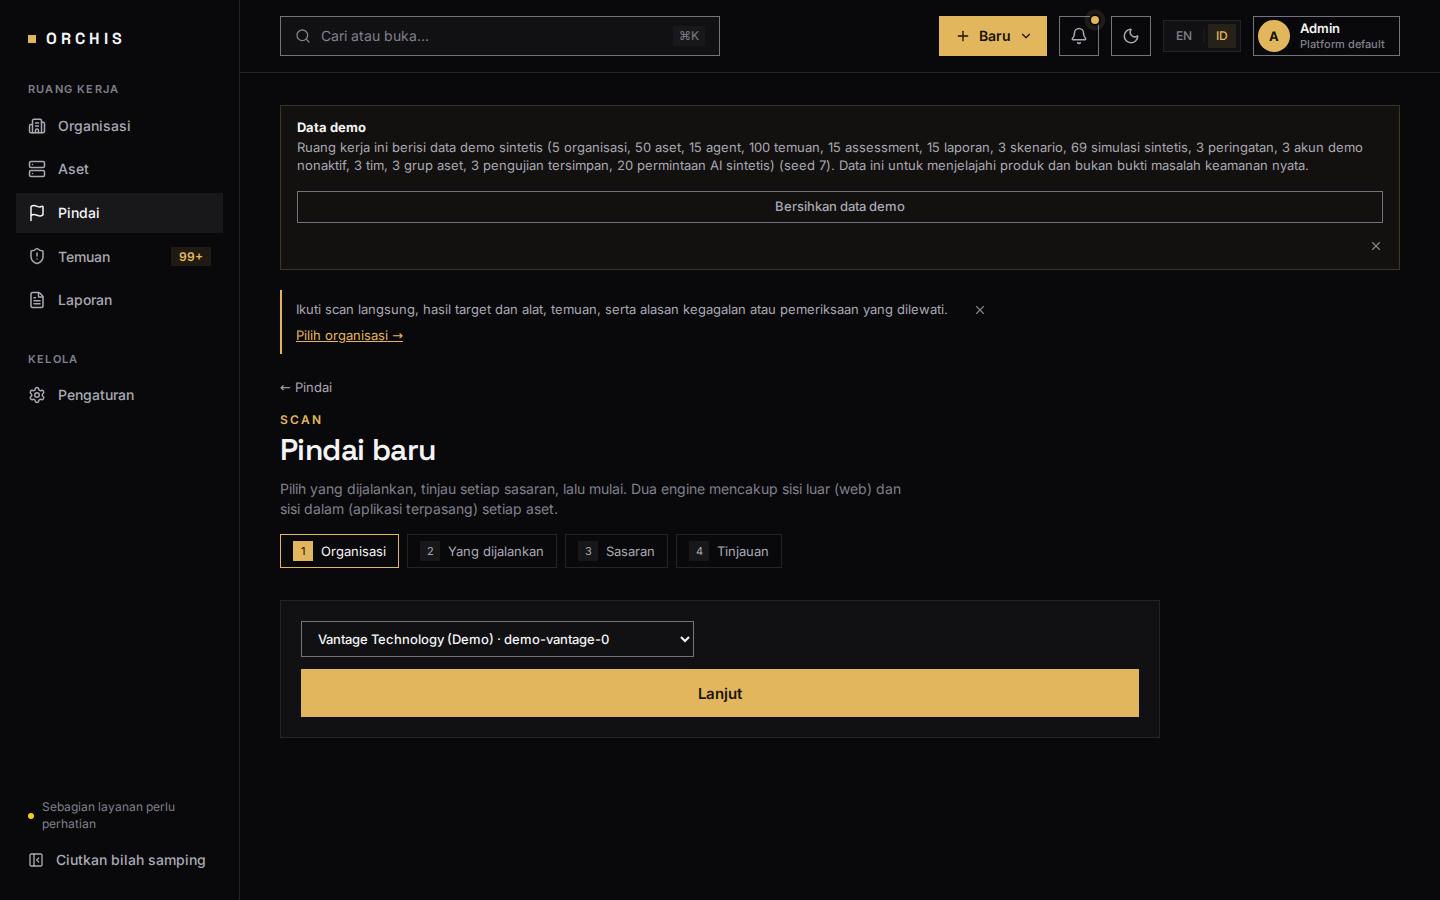 ORCHIS
RUANG KERJA
Organisasi
Aset
Pindai
Temuan
99+
Laporan
KELOLA
Pengaturan
Sebagian layanan perlu
perhatian
Ciutkan bilah samping
Cari atau buka...
⌘K
Baru
EN
ID
A
Admin
Platform default
Data demo
Ruang kerja ini berisi data demo sintetis (5 organisasi, 50 aset, 15 agent, 100 temuan, 15 assessment, 15 laporan, 3 skenario, 69 simulasi sintetis, 3 peringatan, 3 akun demo
nonaktif, 3 tim, 3 grup aset, 3 pengujian tersimpan, 20 permintaan AI sintetis) (seed 7). Data ini untuk menjelajahi produk dan bukan bukti masalah keamanan nyata.
Bersihkan data demo
Ikuti scan langsung, hasil target dan alat, temuan, serta alasan kegagalan atau pemeriksaan yang dilewati.
Pilih organisasi →
← Pindai
SCAN
Pindai baru
Pilih yang dijalankan, tinjau setiap sasaran, lalu mulai. Dua engine mencakup sisi luar (web) dan
sisi dalam (aplikasi terpasang) setiap aset.
1 Organisasi
2 Yang dijalankan
3 Sasaran
4 Tinjauan
Vantage Technology (Demo) · demo-vantage-0
Lanjut